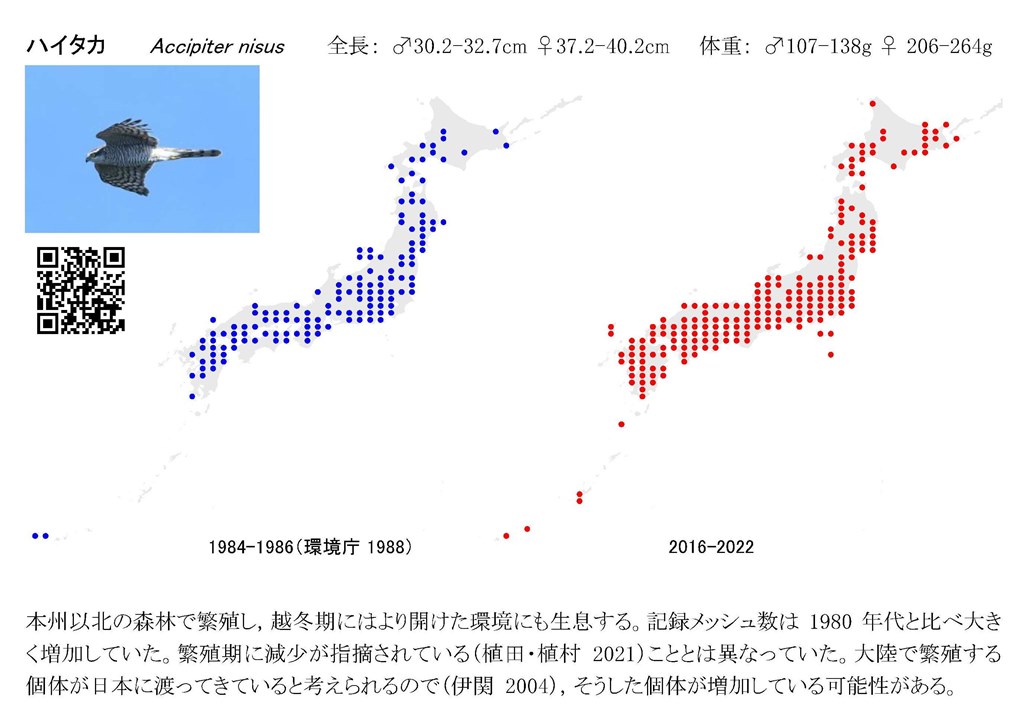 ハイタカ Accipiter nisus 全長： ♂30.2-32.7cm ♀37.2-40.2cm 体重： ♂107-138g ♀ 206-264g
1984-1986（環境庁 1988） 2016-2022
本州以北の森林で繁殖し，越冬期にはより開けた環境にも生息する。記録メッシュ数は 1980 年代と比べ大き
く増加していた。繁殖期に減少が指摘されている（植田・植村 2021）こととは異なっていた。大陸で繁殖する
個体が日本に渡ってきていると考えられるので（伊関 2004），そうした個体が増加している可能性がある。